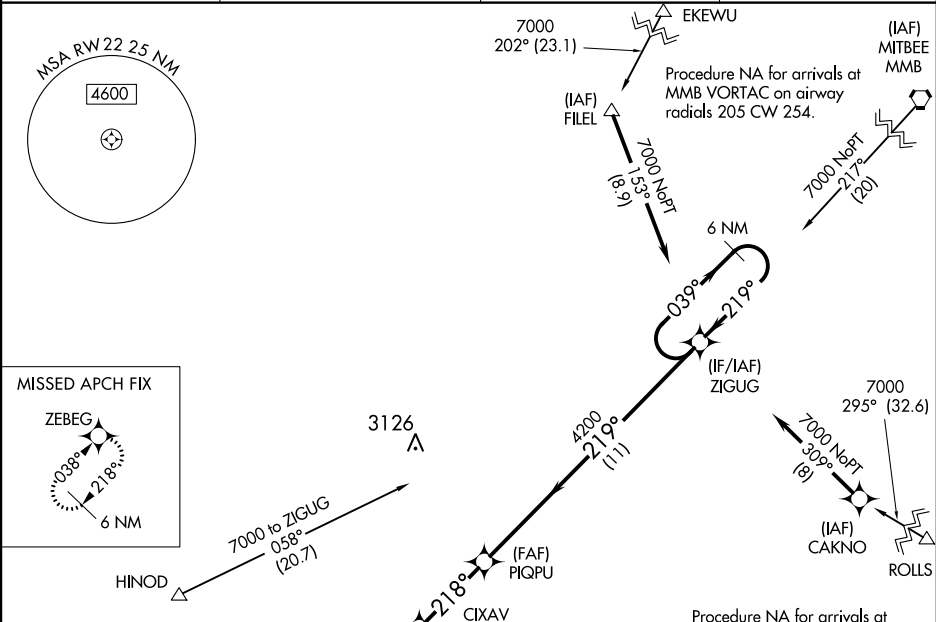 MSA RW 22 25 NM
4600
7000
202° (23.1)
EKEWU
(IAF)
MITBEE
MMB
Procedure NA for arrivals at
MMB VORTAC on airway
radials 205 CW 254.
(IAF)
FILEL
7000 NoPT
153°
(8.9)
7000 NoPT
217°
(20)
6 NM
039°
219°
(IF/IAF)
ZIGUG
MISSED APCH FIX
ZEBEG
038°
218°
6 NM
3126
4200
219°
(11)
7000
295° (32.6)
7000 NoPT
309°
(8)
(IAF)
CAKNO
ROLLS
7000 to ZIGUG
058°
(20.7)
HINOD
(FAF)
PIQPU
218°
CIXAV
Procedure NA for arrivals at